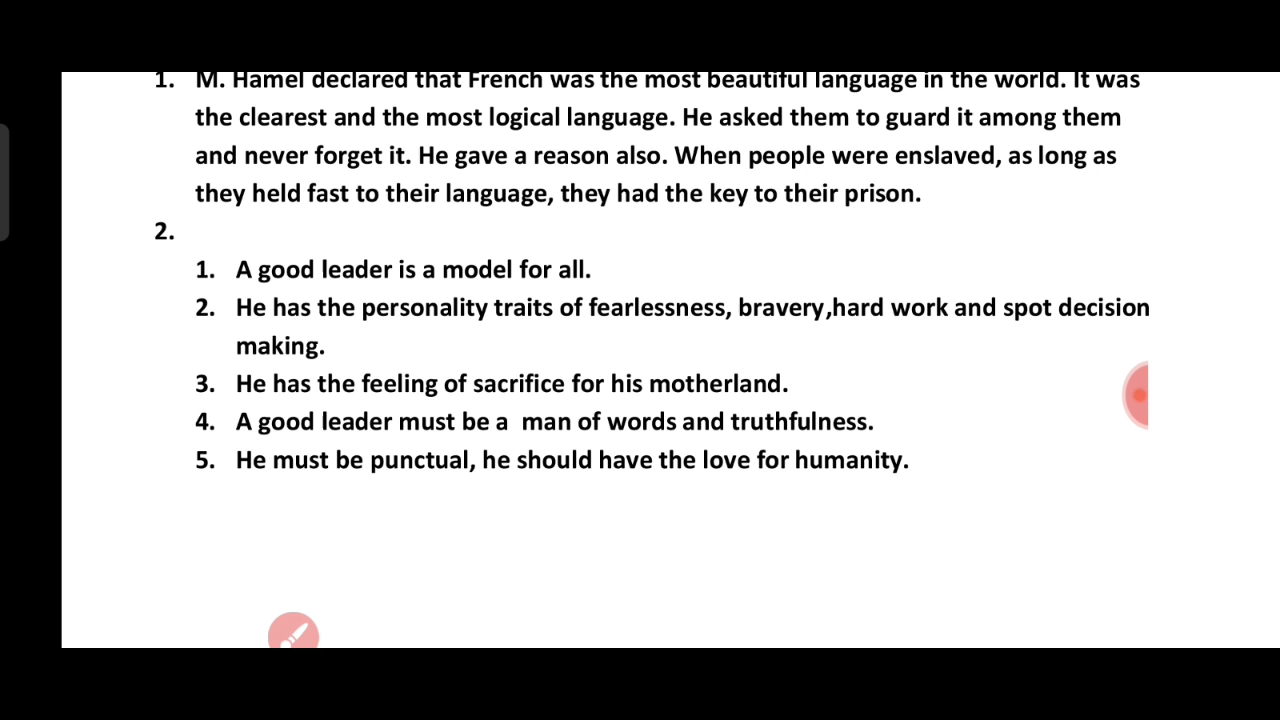 1. M. Hamel declared that French was the most beautiful language in the world. It was
the clearest and the most logical language. He asked them to guard it among them
and never forget it. He gave a reason also. When people were enslaved, as long as
they held fast to their language, they had the key to their prison.
2.
1. A good leader is a model for all.
2. He has the personality traits of fearlessness, bravery,hard work and spot decision
making.
3. He has the feeling of sacrifice for his motherland.
4. A good leader must be a  man of words and truthfulness.
5. He must be punctual, he should have the love for humanity.